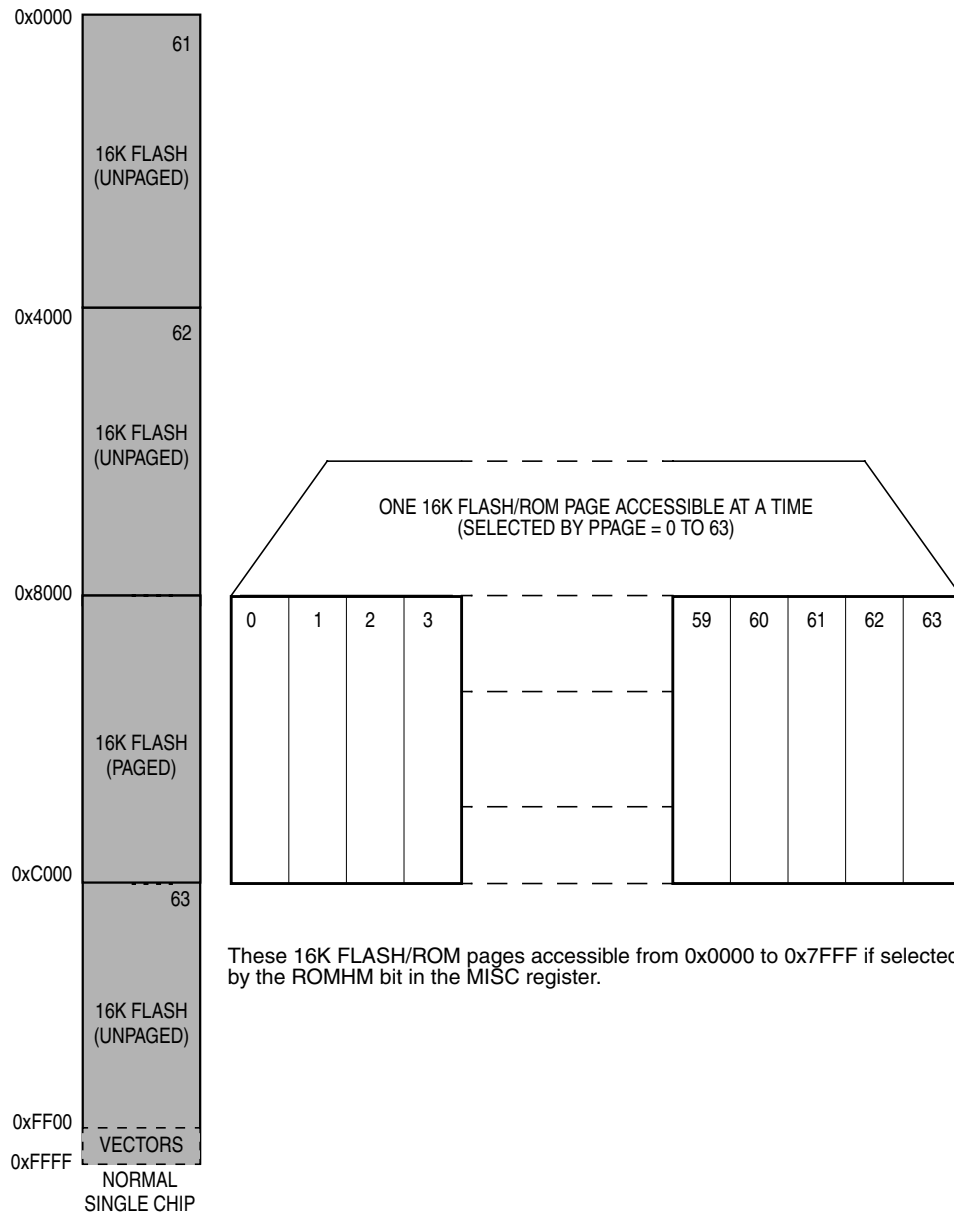 0x0000
61
16K FLASH
(UNPAGED)
0x4000
62
16K FLASH
(UNPAGED)
ONE 16K FLASH/ROM PAGE ACCESSIBLE AT A TIME
(SELECTED BY PPAGE = 0 TO 63)
0x8000
0 1 2 3 59 60 61 62 63
16K FLASH
(PAGED)
0xC000
63
These 16K FLASH/ROM pages accessible from 0x0000 to 0x7FFF if selected
by the ROMHM bit in the MISC register.
16K FLASH
(UNPAGED)
0xFF00
VECTORS
0xFFFF
NORMAL
SINGLE CHIP